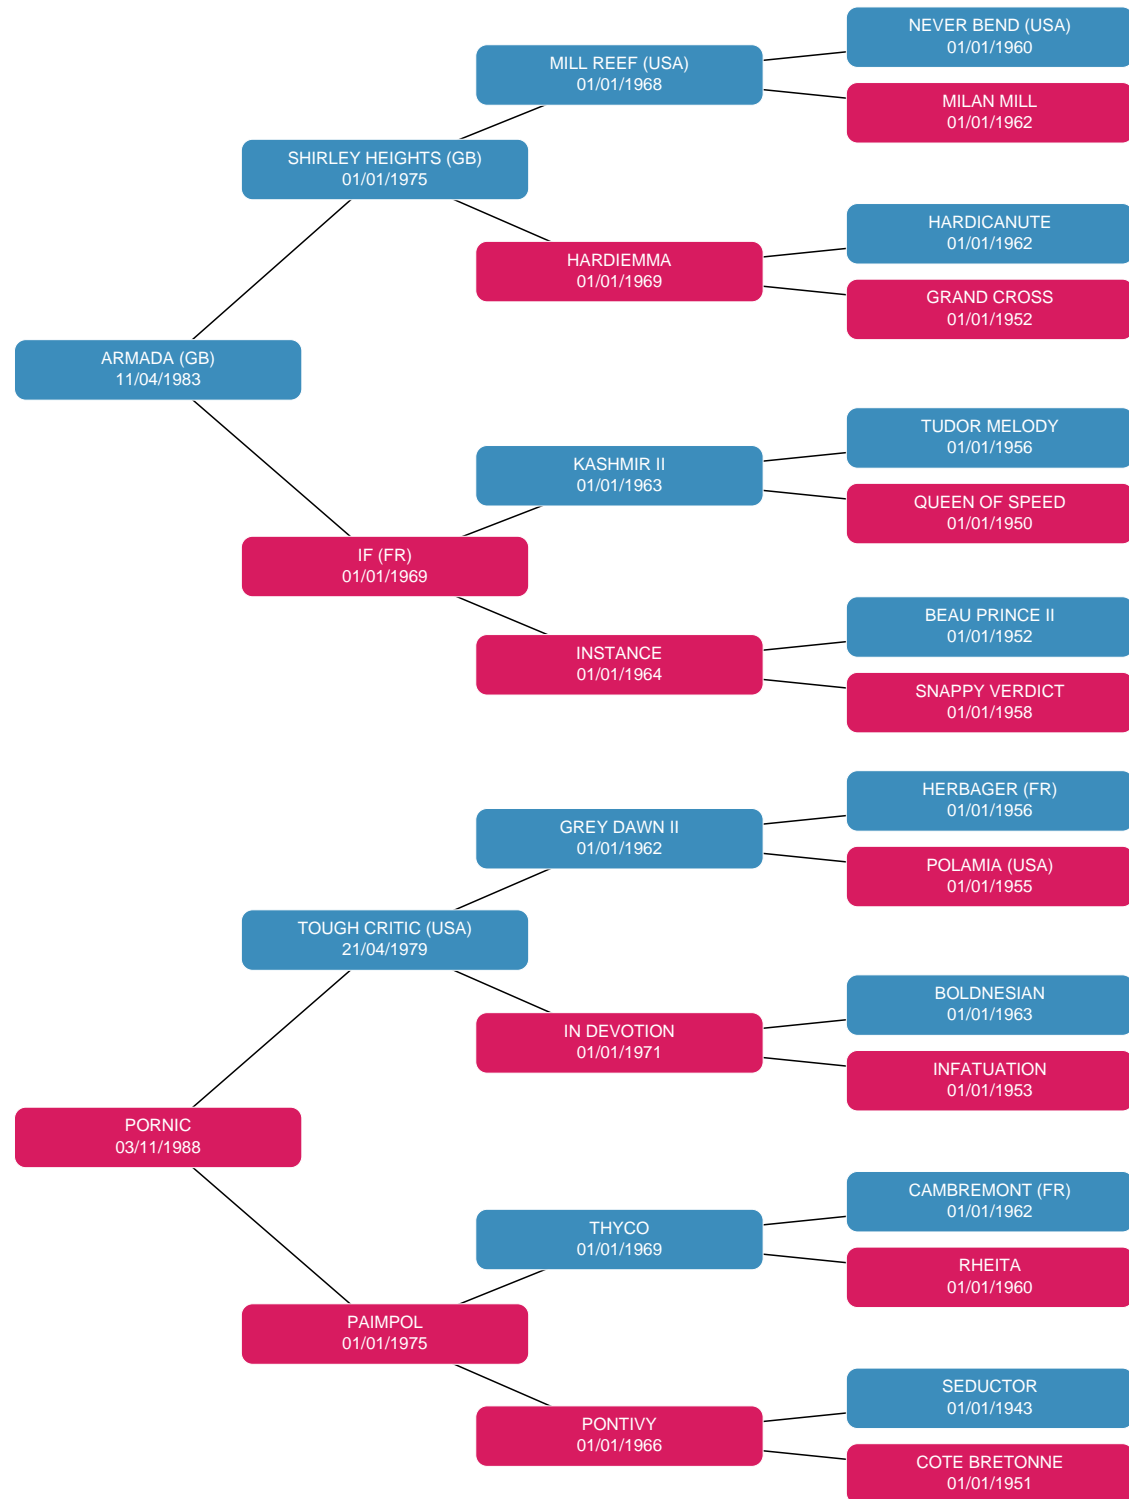 NEVER BEND (USA)
01/01/1960
MILL REEF (USA)
01/01/1968
MILAN MILL
01/01/1962
SHIRLEY HEIGHTS (GB)
01/01/1975
HARDICANUTE
01/01/1962
HARDIEMMA
01/01/1969
GRAND CROSS
01/01/1952
ARMADA (GB)
11/04/1983
TUDOR MELODY
01/01/1956
KASHMIR II
01/01/1963
QUEEN OF SPEED
01/01/1950
IF (FR)
01/01/1969
BEAU PRINCE II
01/01/1952
INSTANCE
01/01/1964
SNAPPY VERDICT
01/01/1958
HERBAGER (FR)
01/01/1956
GREY DAWN II
01/01/1962
POLAMIA (USA)
01/01/1955
TOUGH CRITIC (USA)
21/04/1979
BOLDNESIAN
01/01/1963
IN DEVOTION
01/01/1971
INFATUATION
01/01/1953
PORNIC
03/11/1988
CAMBREMONT (FR)
01/01/1962
THYCO
01/01/1969
RHEITA
01/01/1960
PAIMPOL
01/01/1975
SEDUCTOR
01/01/1943
PONTIVY
01/01/1966
COTE BRETONNE
01/01/1951